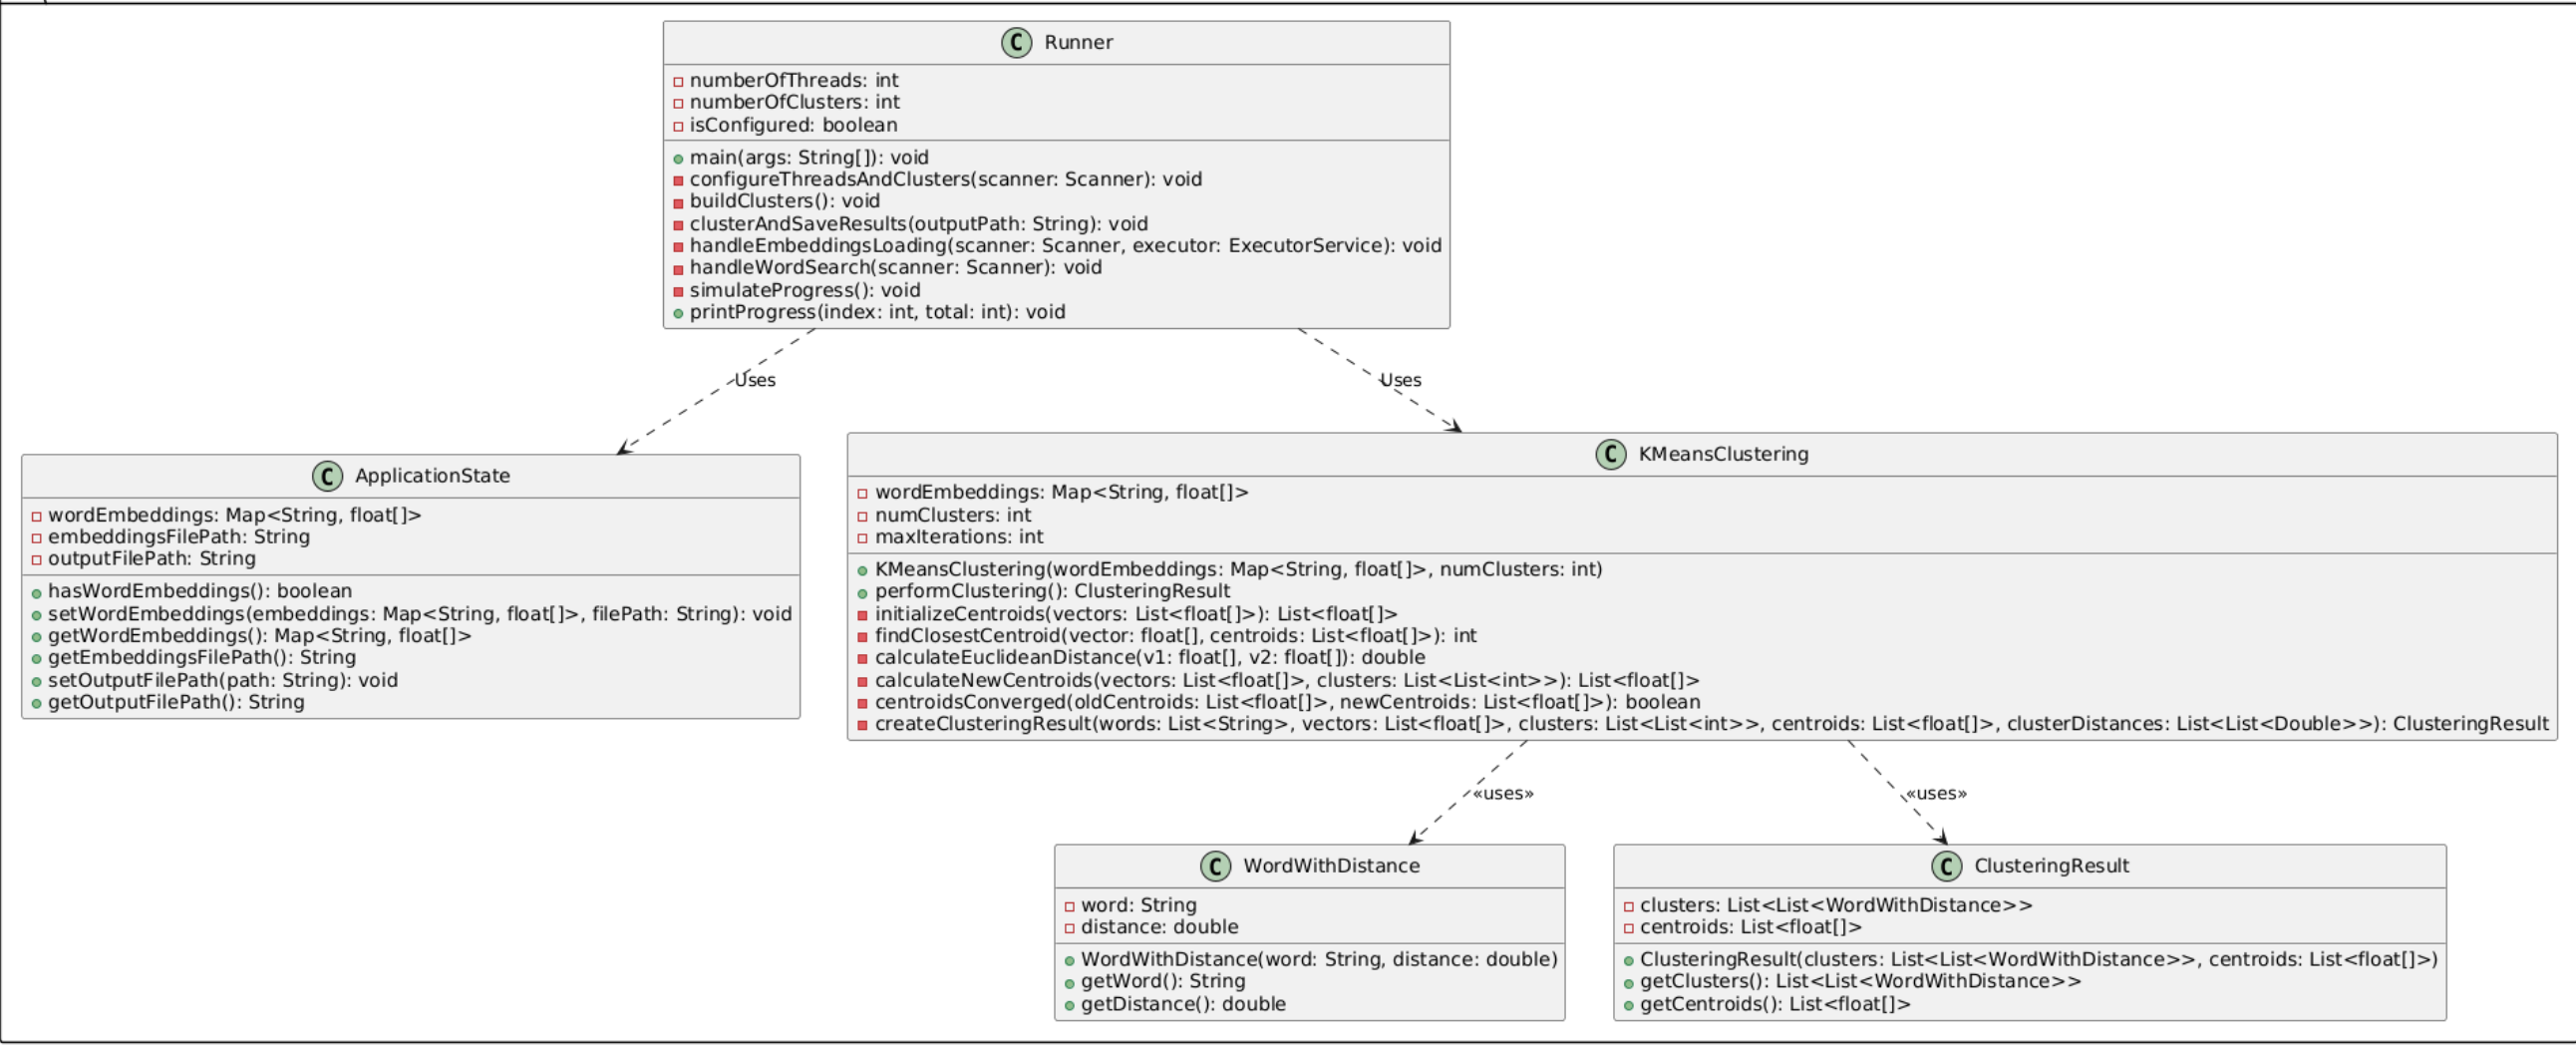 C Runner
numberOfThreads: int
numberOfClusters: int
isConfigured: boolean
main(args: String[]): void
configureThreadsAndClusters(scanner: Scanner): void
buildClusters(): void
clusterAndSaveResults(outputPath: String): void
handleEmbeddingsLoading(scanner: Scanner, executor: ExecutorService): void
handleWordSearch(scanner: Scanner): void
simulateProgress(): void
printProgress(index: int, total: int): void
Uses
Uses
C ApplicationState
wordEmbeddings: Map<String, float[]>
embeddingsFilePath: String
outputFilePath: String
hasWordEmbeddings(): boolean
setWordEmbeddings(embeddings: Map<String, float[]>, filePath: String): void
getWordEmbeddings(): Map<String, float[]>
getEmbeddingsFilePath(): String
setOutputFilePath(path: String): void
getOutputFilePath(): String
C KMeansClustering
wordEmbeddings: Map<String, float[]>
numClusters: int
maxIterations: int
KMeansClustering(wordEmbeddings: Map<String, float[]>, numClusters: int)
performClustering(): ClusteringResult
initializeCentroids(vectors: List<float[]>): List<float[]>
findClosestCentroid(vector: float[], centroids: List<float[]>): int
calculateEuclideanDistance(v1: float[], v2: float[]): double
calculateNewCentroids(vectors: List<float[]>, clusters: List<List<int>>): List<float[]>
centroidsConverged(oldCentroids: List<float[]>, newCentroids: List<float[]>): boolean
createClusteringResult(words: List<String>, vectors: List<float[]>, clusters: List<List<int>>, centroids: List<float[]>, clusterDistances: List<List<Double>>): ClusteringResult
«uses»
«uses»
C WordWithDistance
word: String
distance: double
WordWithDistance(word: String, distance: double)
getWord(): String
getDistance(): double
C ClusteringResult
clusters: List<List<WordWithDistance>>
centroids: List<float[]>
ClusteringResult(clusters: List<List<WordWithDistance>>, centroids: List<float[]>)
getClusters(): List<List<WordWithDistance>>
getCentroids(): List<float[]>